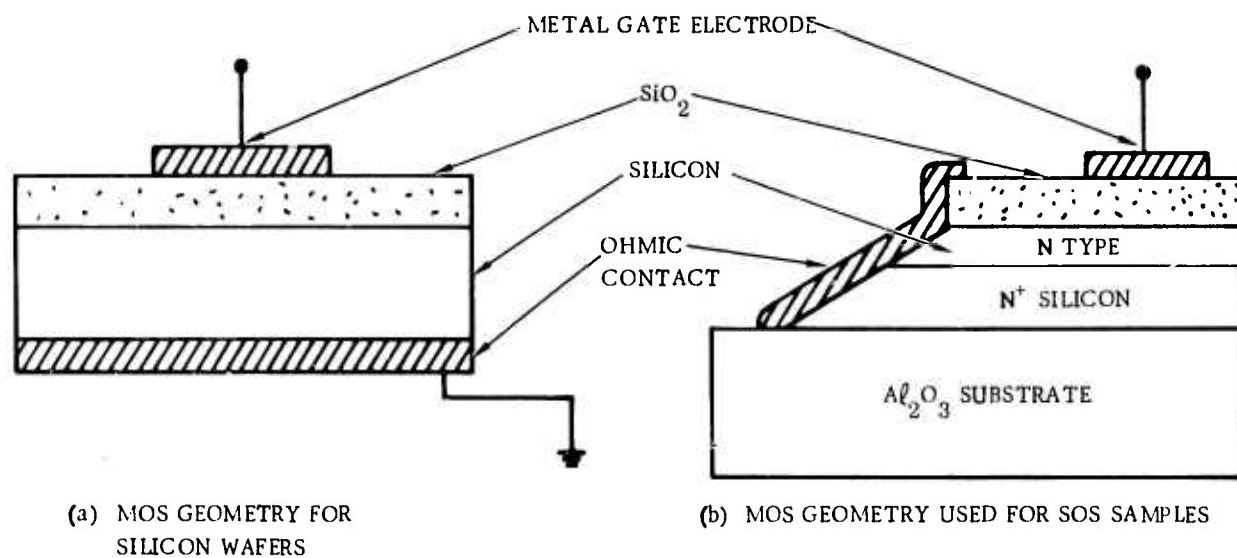 METAL GATE ELECTRODE
SiO₂
SILICON
OHMIC
CONTACT
N TYPE
N⁺ SILICON
Aℓ₂O₃ SUBSTRATE
(a) MOS GEOMETRY FOR
SILICON WAFERS
(b) MOS GEOMETRY USED FOR SOS SAMPLES